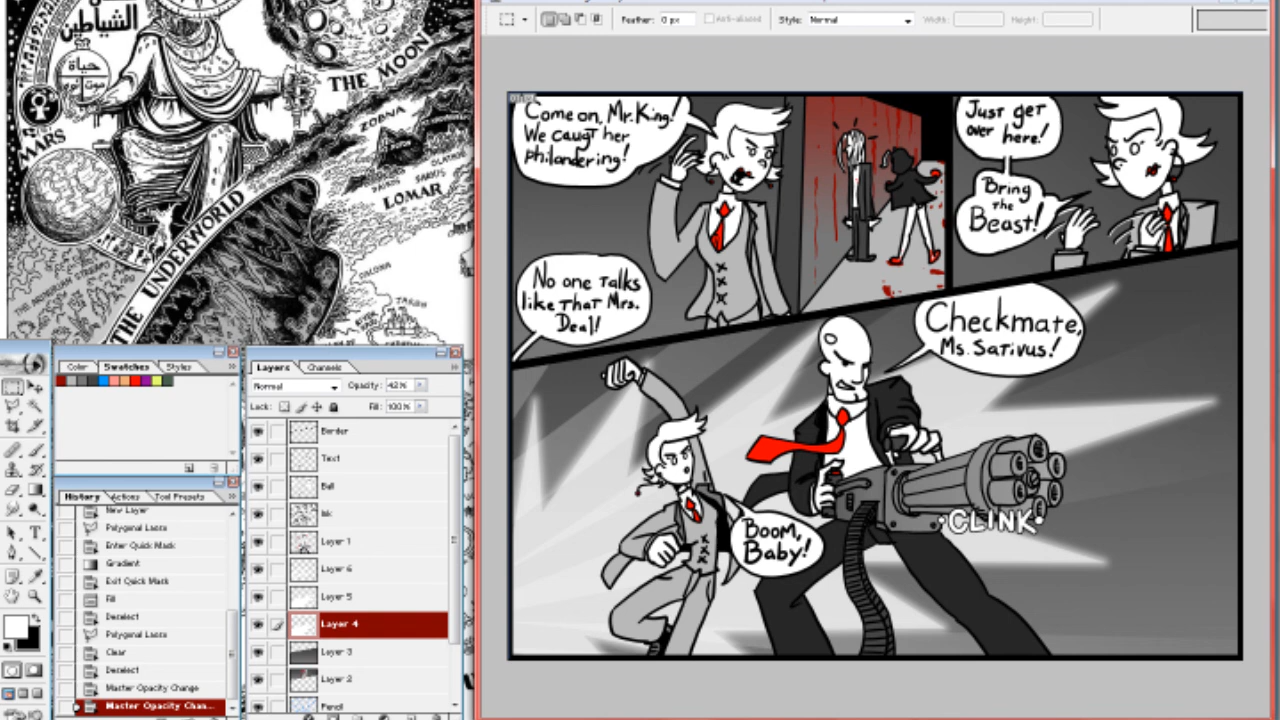 الشياطين
حياة
موت
MARS
THE MOON
ZOBNA
LOMAR
THE UNDERWORLD
Feather: 0 px
Anti-aliased
Style: Normal
Width:
Height:
Come on, Mr. King!
We caugt her
philandering!
No one talks
like that Mrs.
Deal!
Just get
over here!
Bring
the
Beast!
Checkmate,
Ms. Sativus!
Boom,
Baby!
•CLINK•
Color
Swatches
Styles
History
Actions
Tool Presets
New Layer
Polygonal Lasso
Enter Quick Mask
Gradient
Exit Quick Mask
Fill
Deselect
Polygonal Lasso
Clear
Deselect
Master Opacity Change
Master Opacity Chan...
Layers
Channels
Normal
Opacity: 42%
Lock:
Fill: 100%
Border
Text
Ball
Ink
Layer 1
Layer 6
Layer 5
Layer 4
Layer 3
Layer 2
Pencil